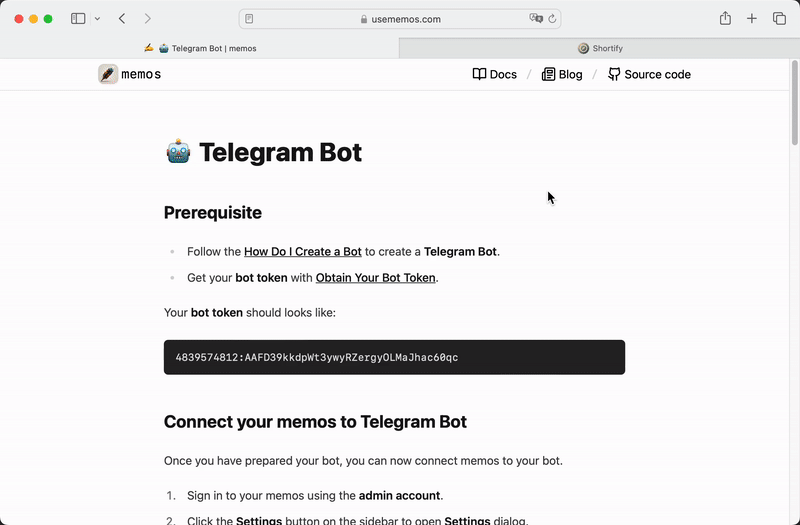 usememos.com
Telegram Bot | memos
Shortify
memos
Docs / Blog / Source code
Telegram Bot
Prerequisite
• Follow the How Do I Create a Bot to create a Telegram Bot.
• Get your bot token with Obtain Your Bot Token.
Your bot token should looks like:
4839574812:AAFD39kkdpWt3ywyRZergyOLMaJhac60qc
Connect your memos to Telegram Bot
Once you have prepared your bot, you can now connect memos to your bot.
1. Sign in to your memos using the admin account.
2. Click the Settings button on the sidebar to open Settings dialog.